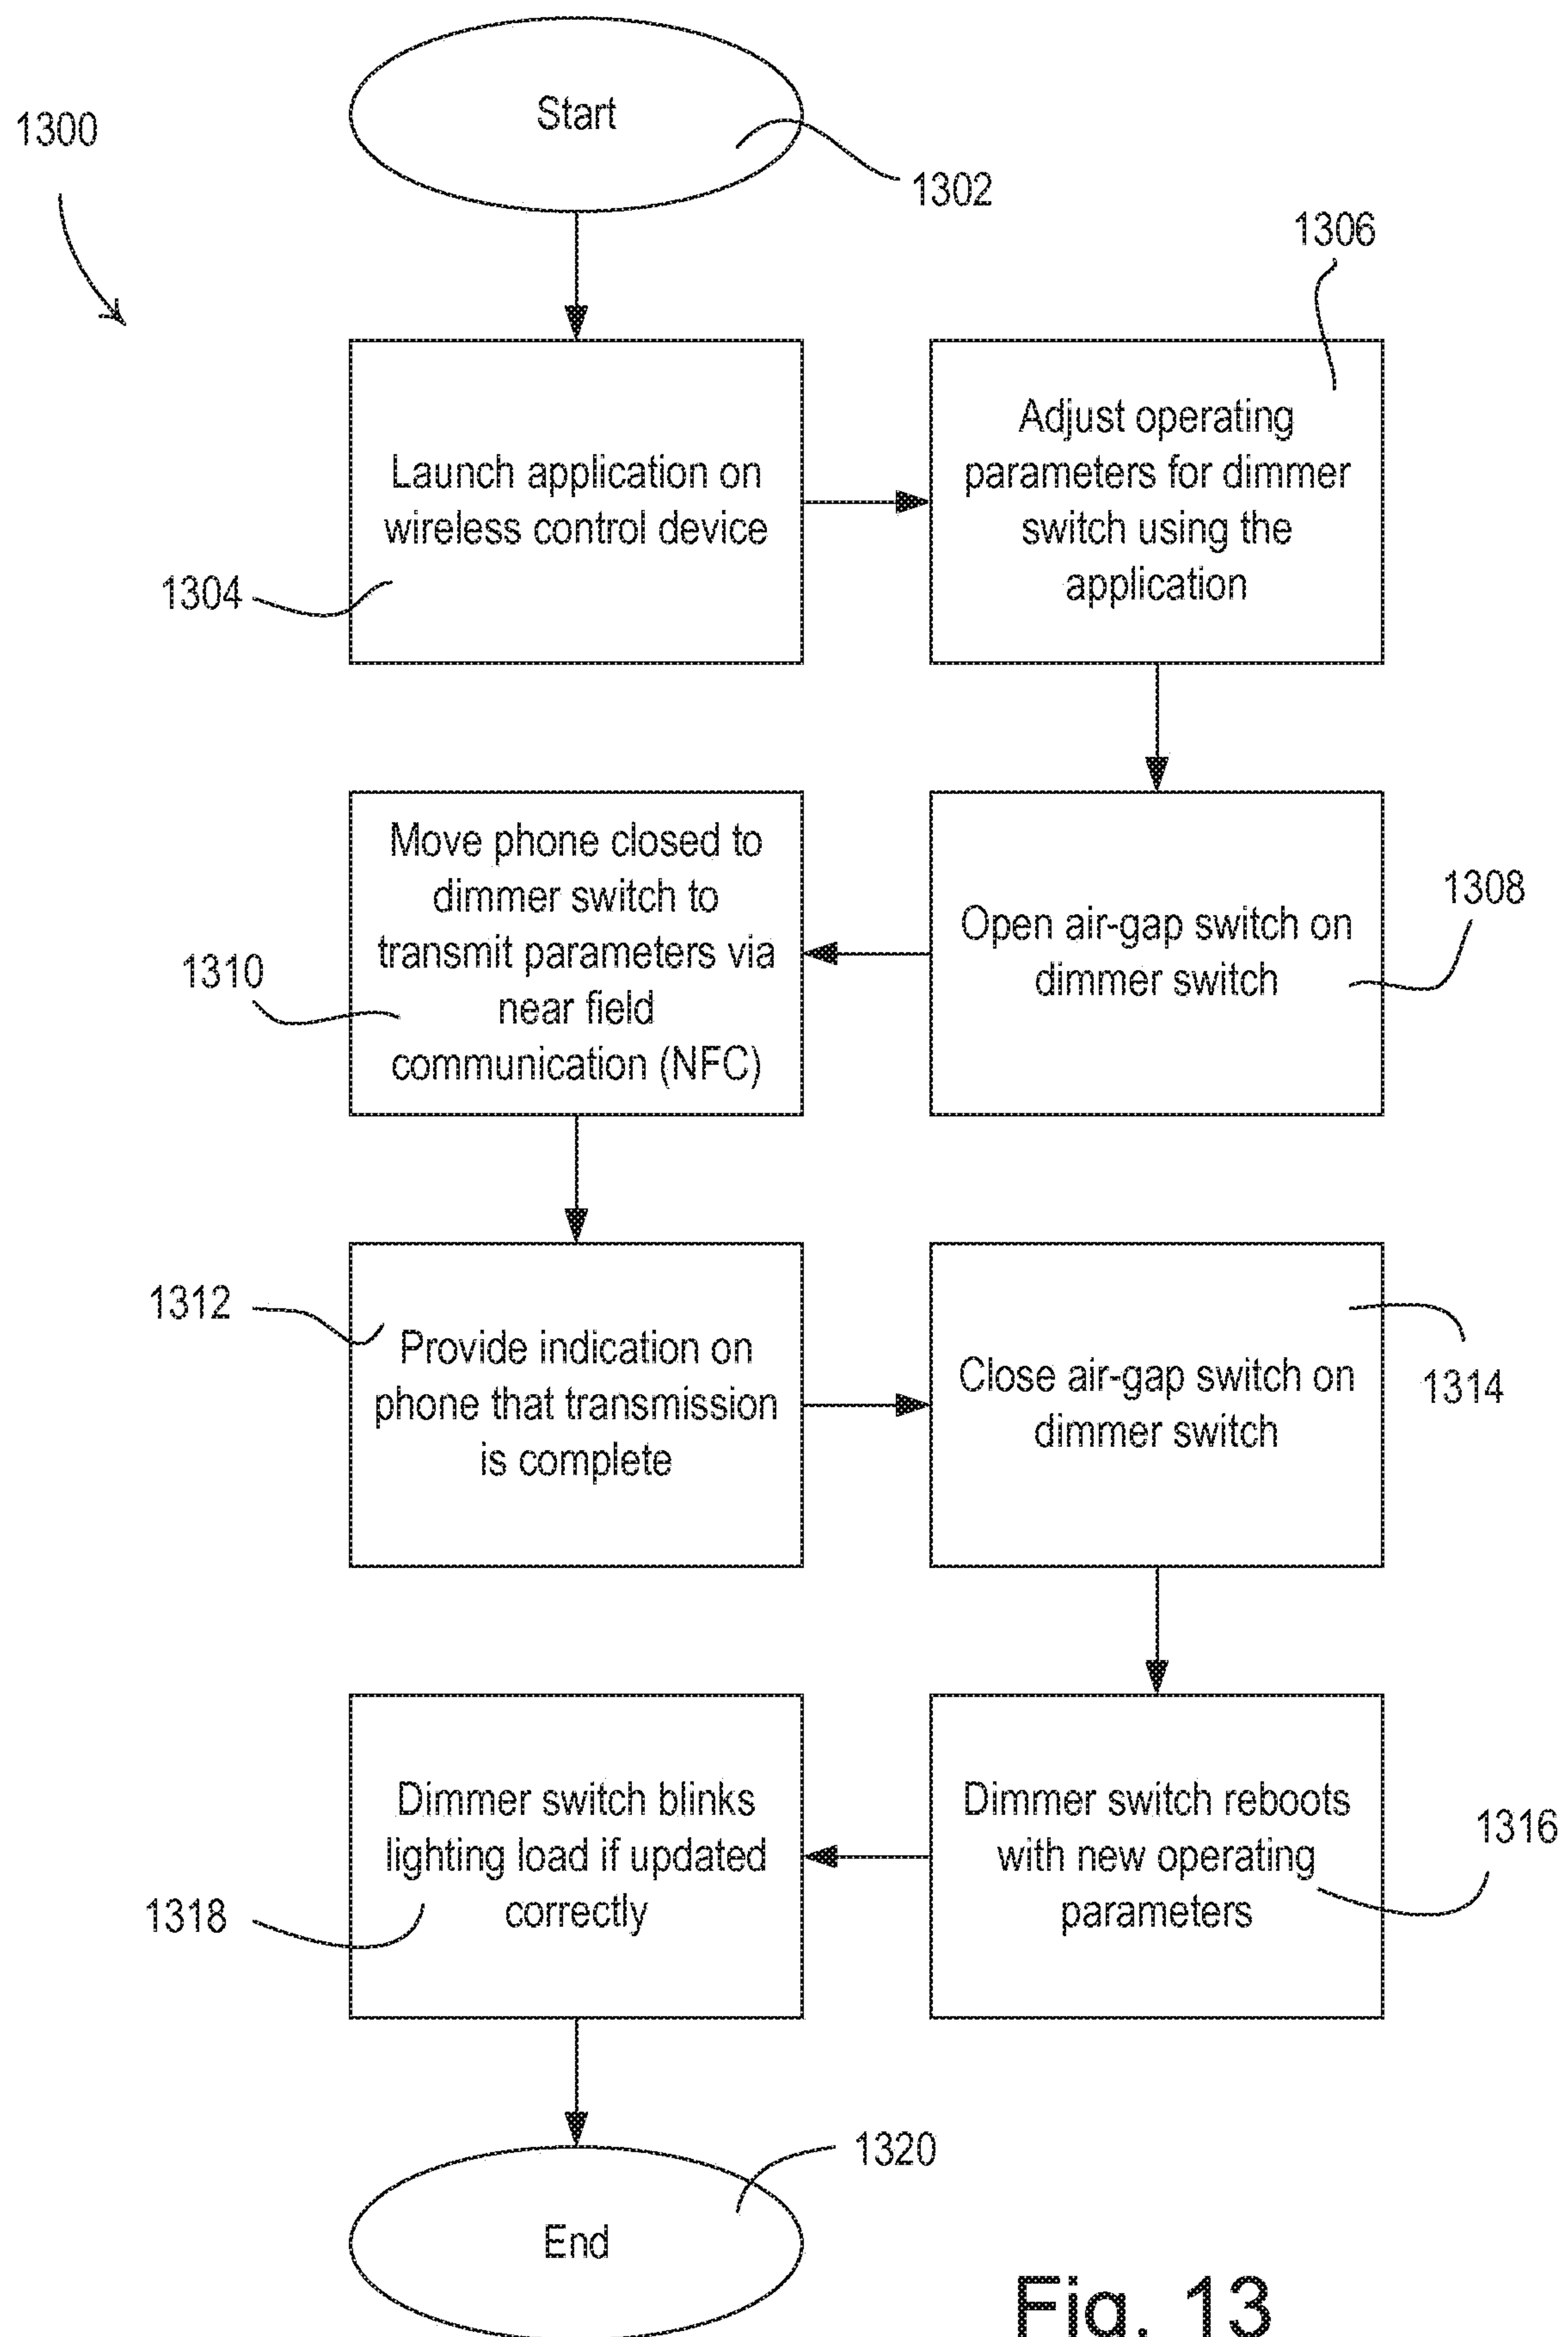 Start
1300
1302
1306
Launch application on
wireless control device
1304
Adjust operating
parameters for dimmer
switch using the
application
Move phone closed to
dimmer switch to
transmit parameters via
near field
communication (NFC)
1310
Open air-gap switch on
dimmer switch
1308
1312
Provide indication on
phone that transmission
is complete
Close air-gap switch on
dimmer switch
1314
Dimmer switch blinks
lighting load if updated
correctly
1318
Dimmer switch reboots
with new operating
parameters
1316
1320
End
Fig. 13